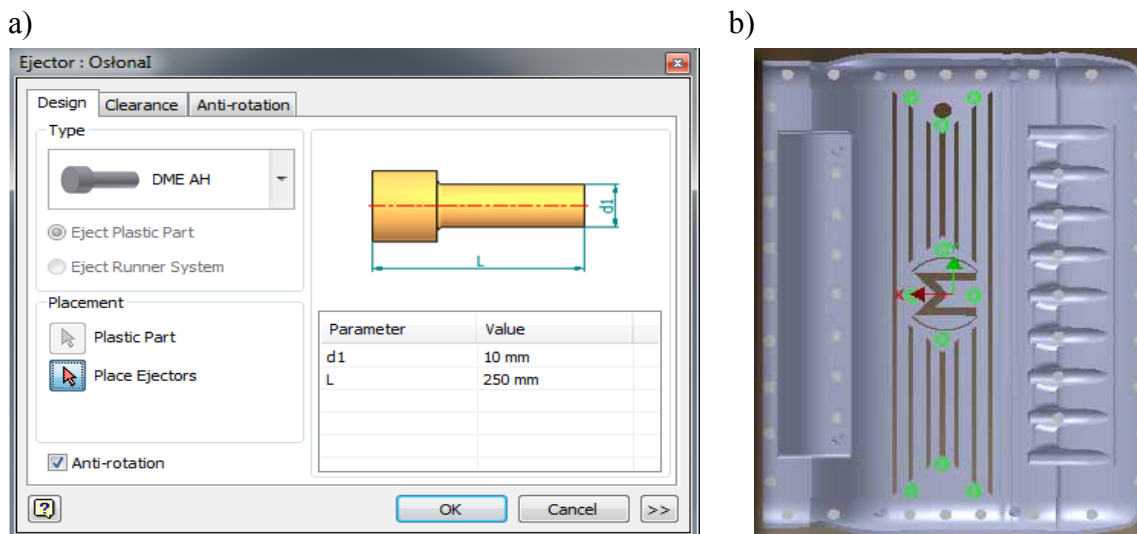 a)
b)
Ejector : OsłonaI
Design
Clearance
Anti-rotation
Type
DME AH
Eject Plastic Part
Eject Runner System
Placement
Plastic Part
Place Ejectors
Anti-rotation
d1
L
Parameter
Value
d1
10 mm
L
250 mm
OK
Cancel
>>
X